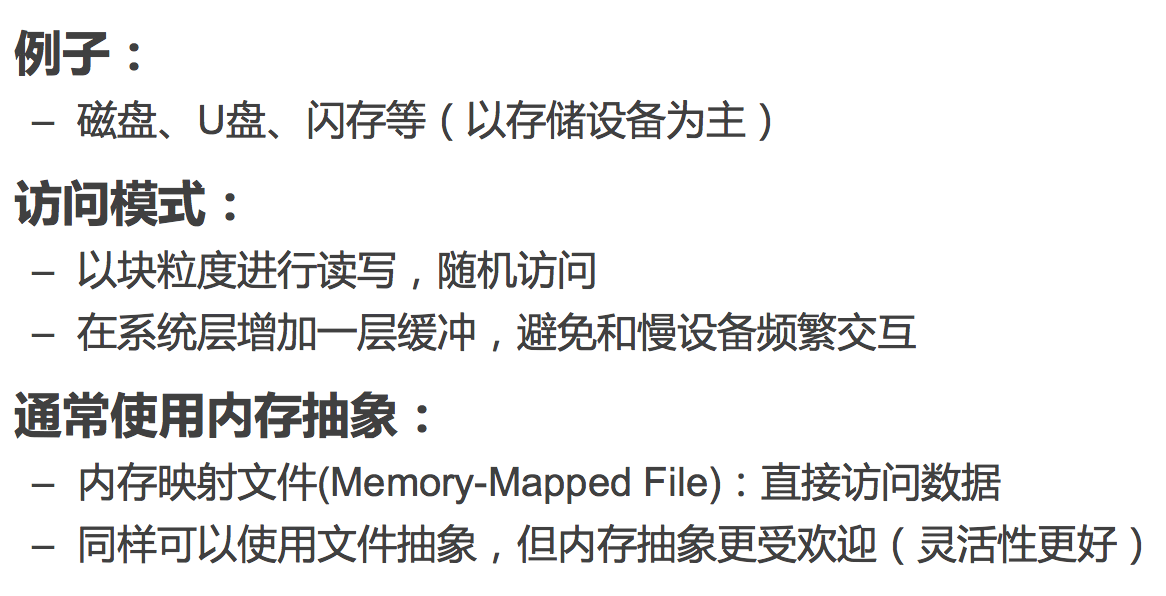 例子：
– 磁盘、U盘、闪存等（以存储设备为主）
访问模式：
– 以块粒度进行读写，随机访问
– 在系统层增加一层缓冲，避免和慢设备频繁交互
通常使用内存抽象：
– 内存映射文件(Memory-Mapped File)：直接访问数据
– 同样可以使用文件抽象，但内存抽象更受欢迎（灵活性更好）